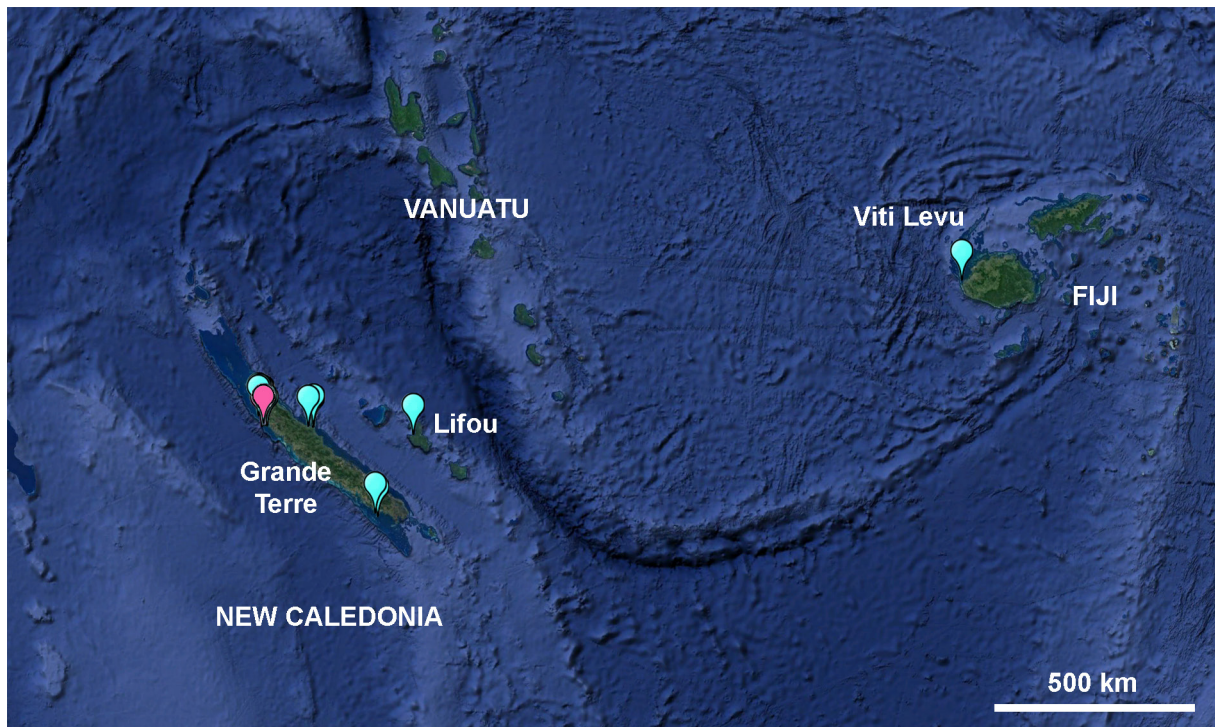 VANUATU
Viti Levu
FIJI
Lifou
Grande
Terre
NEW CALEDONIA
500 km